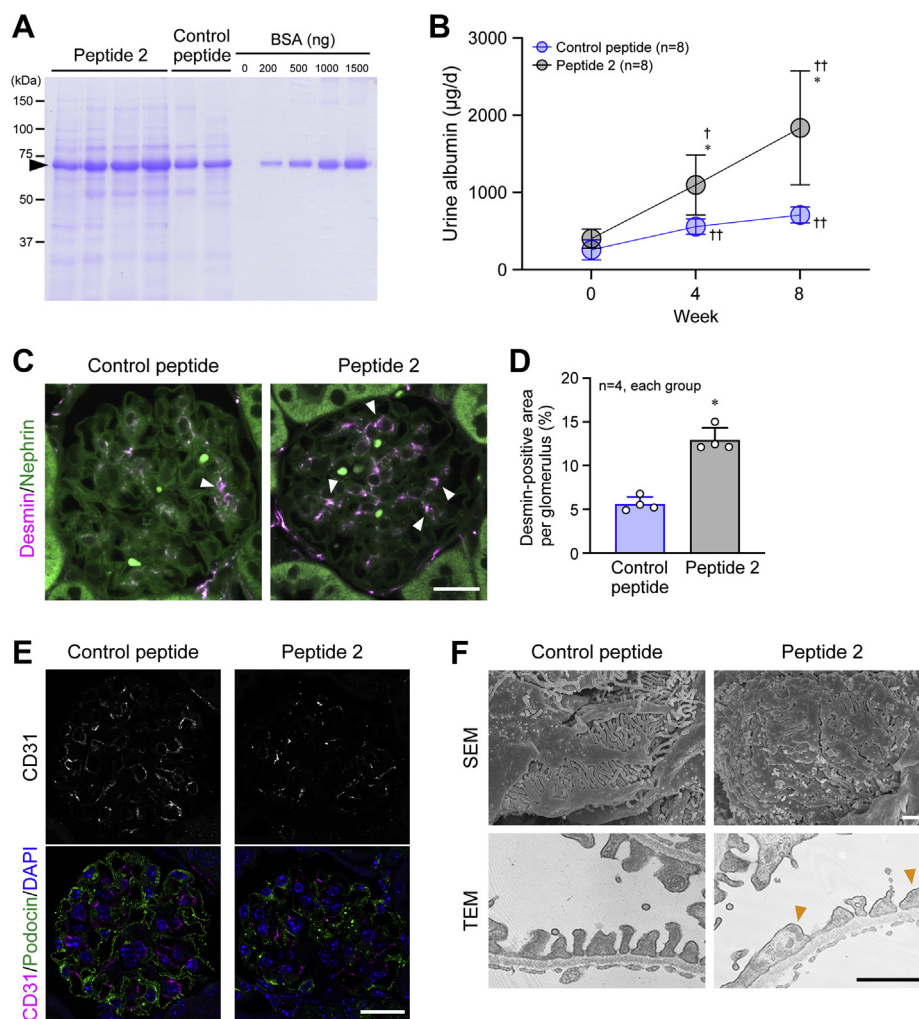 A
Peptide 2
Control
peptide
BSA (ng)
0 200 500 1000 1500
(kDa)
150
100
75
50
37
B
Urine albumin (µg/d)
3000
2000
1000
0
Control peptide (n=8)
Peptide 2 (n=8)
†
*
††
*
††
††
0 4 8
Week
C
Control peptide
Peptide 2
Desmin/Nephrin
D
Desmin-positive area
per glomerulus (%)
20
15
10
5
0
n=4, each group
*
Control
peptide
Peptide 2
E
Control peptide
Peptide 2
CD31
CD31/Podocin/DAPI
F
Control peptide
Peptide 2
SEM
TEM